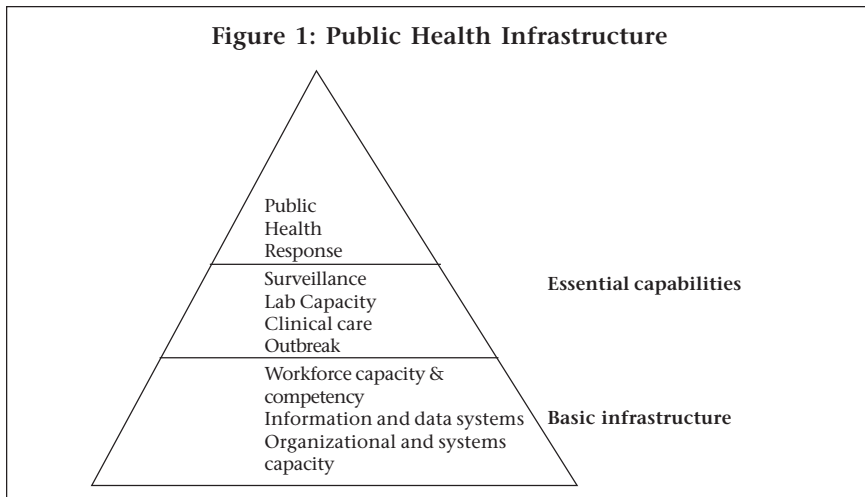 Figure 1: Public Health Infrastructure
Public
Health
Response
Surveillance
Lab Capacity
Clinical care
Outbreak
Essential capabilities
Workforce capacity &
competency
Information and data systems
Organizational and systems
capacity
Basic infrastructure